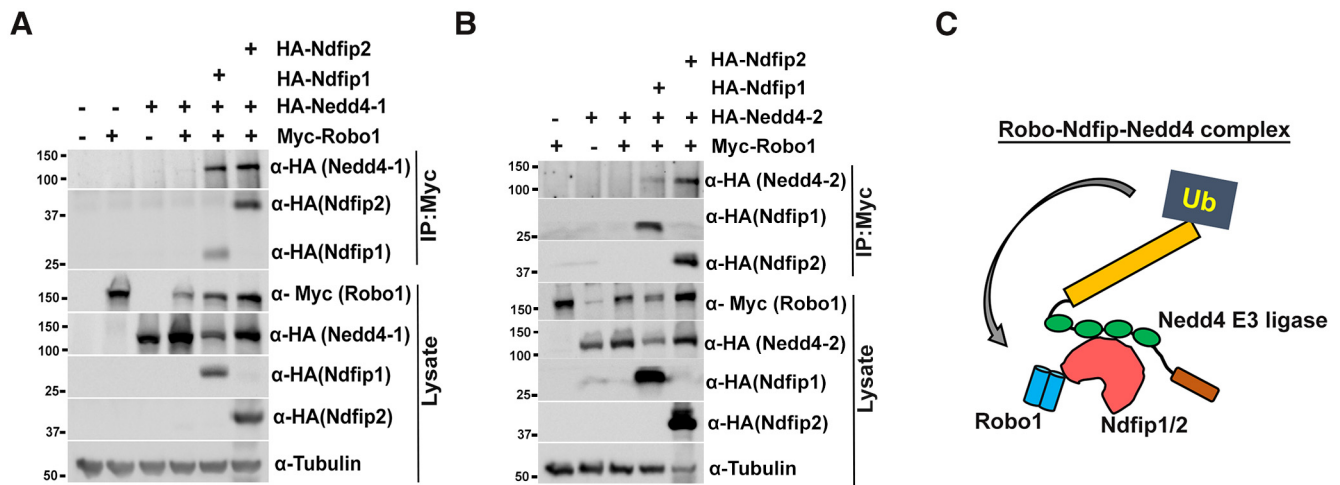 A
B
C
+ HA-Ndfip2
+ HA-Ndfip1
- - + + + + HA-Nedd4-1
- + - + + + Myc-Robo1
150
100
α-HA (Nedd4-1)
37
α-HA(Ndfip2)
25
α-HA(Ndfip1)
IP:Myc
150
α- Myc (Robo1)
150
100
α-HA (Nedd4-1)
37
25
α-HA(Ndfip1)
37
α-HA(Ndfip2)
50
α-Tubulin
Lysate
+ HA-Ndfip2
+ HA-Ndfip1
- + + + + HA-Nedd4-2
+ - + + + Myc-Robo1
150
100
α-HA (Nedd4-2)
25
α-HA(Ndfip1)
37
α-HA(Ndfip2)
IP:Myc
150
α- Myc (Robo1)
150
100
α-HA (Nedd4-2)
25
α-HA(Ndfip1)
37
α-HA(Ndfip2)
50
α-Tubulin
Lysate
Robo-Ndfip-Nedd4 complex
Ub
Nedd4 E3 ligase
Robo1
Ndfip1/2